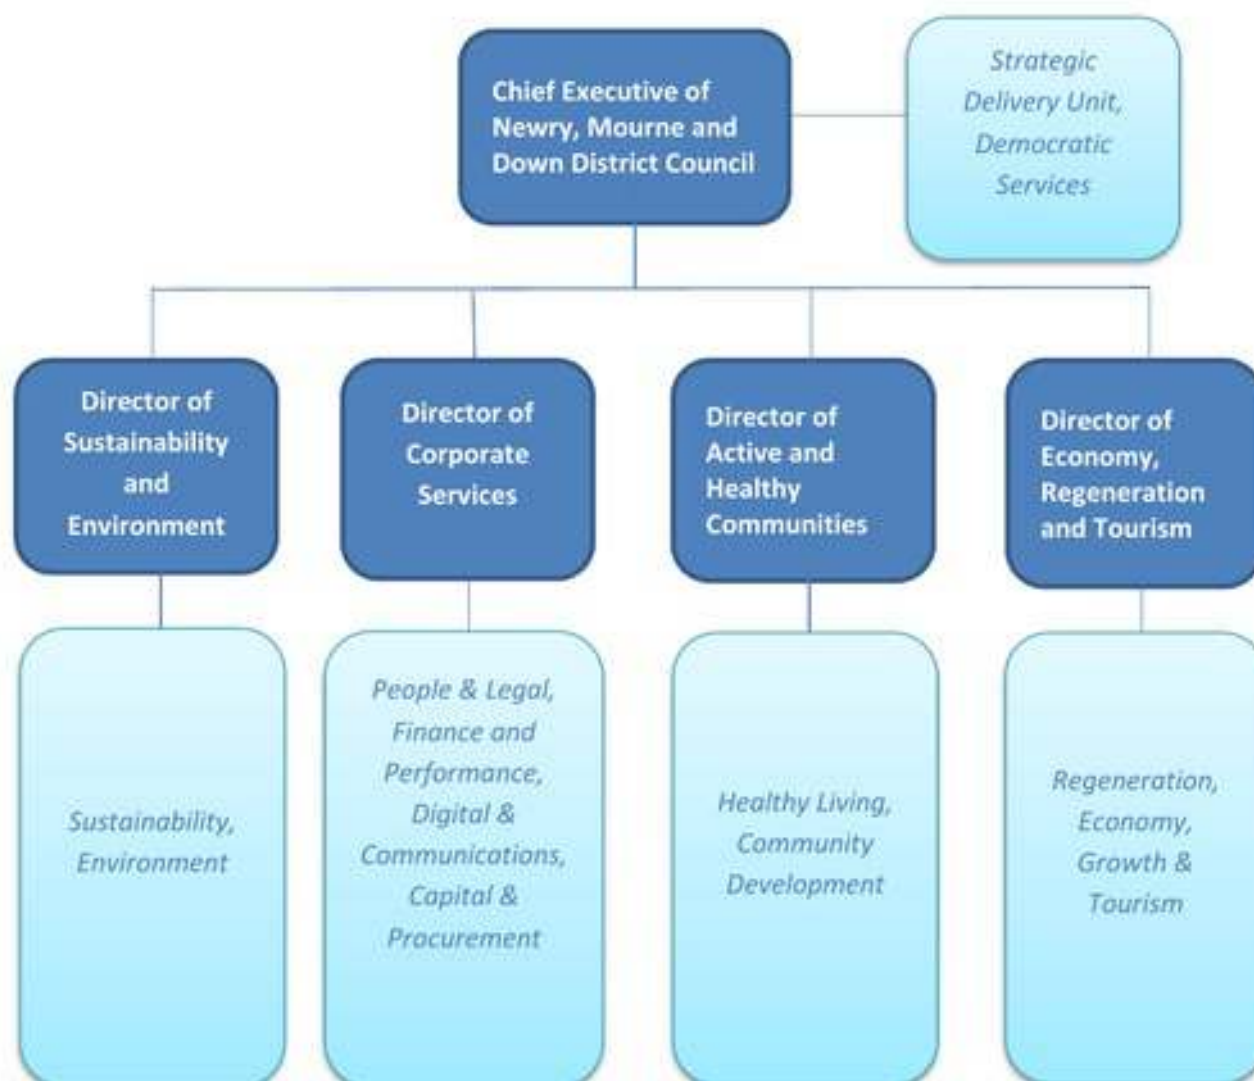 Chief Executive of
Newry, Mourne and
Down District Council
Strategic
Delivery Unit,
Democratic
Services
Director of
Sustainability
and
Environment
Director of
Corporate
Services
Director of
Active and
Healthy
Communities
Director of
Economy,
Regeneration
and Tourism
Sustainability,
Environment
People & Legal,
Finance and
Performance,
Digital &
Communications,
Capital &
Procurement
Healthy Living,
Community
Development
Regeneration,
Economy,
Growth &
Tourism